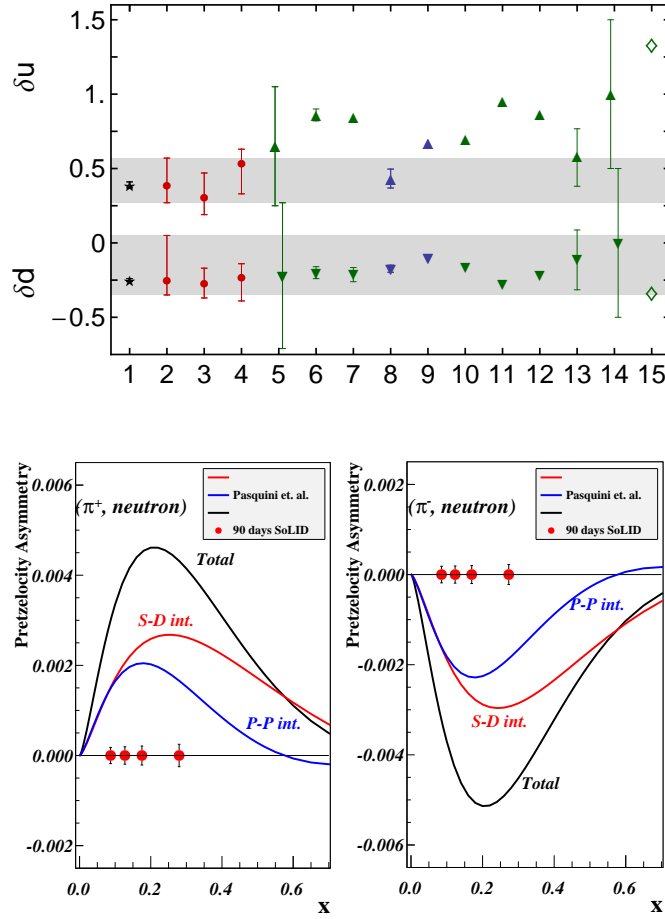 1.5
δu
1.
0.5
0
δd
−0.5
1 2 3 4 5 6 7 8 9 10 11 12 13 14 15
Pretzelocity Asymmetry
0.006
0.004
0.002
0.000
-0.002
(π+, neutron)
Pasquini et. al.
90 days SoLID
Total
S-D int.
P-P int.
0.0 0.2 0.4 0.6
x
Pretzelocity Asymmetry
0.002
0.000
-0.002
-0.004
-0.006
(π-, neutron)
Pasquini et. al.
90 days SoLID
P-P int.
S-D int.
Total
0.0 0.2 0.4 0.6
x